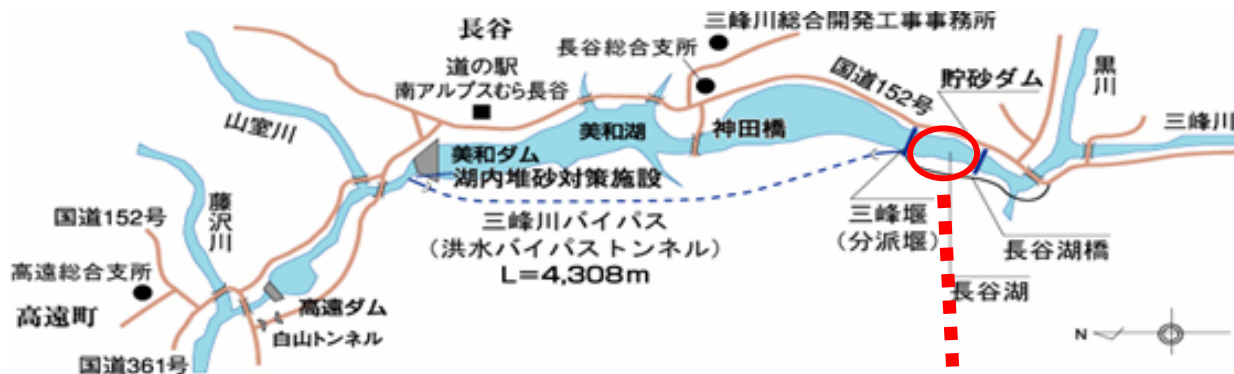 長谷
三峰川総合開発工事事務所
長谷総合支所
道の駅
南アルプスむら長谷
国道152号
貯砂ダム
黒川
三峰川
山室川
美和湖
神田橋
美和ダム
湖内堆砂対策施設
藤沢川
国道152号
三峰川バイパス
(洪水バイパストンネル)
L=4,308m
三峰堰
(分派堰)
長谷湖橋
長谷湖
高遠総合支所
高遠町
高遠ダム
白山トンネル
国道361号
N